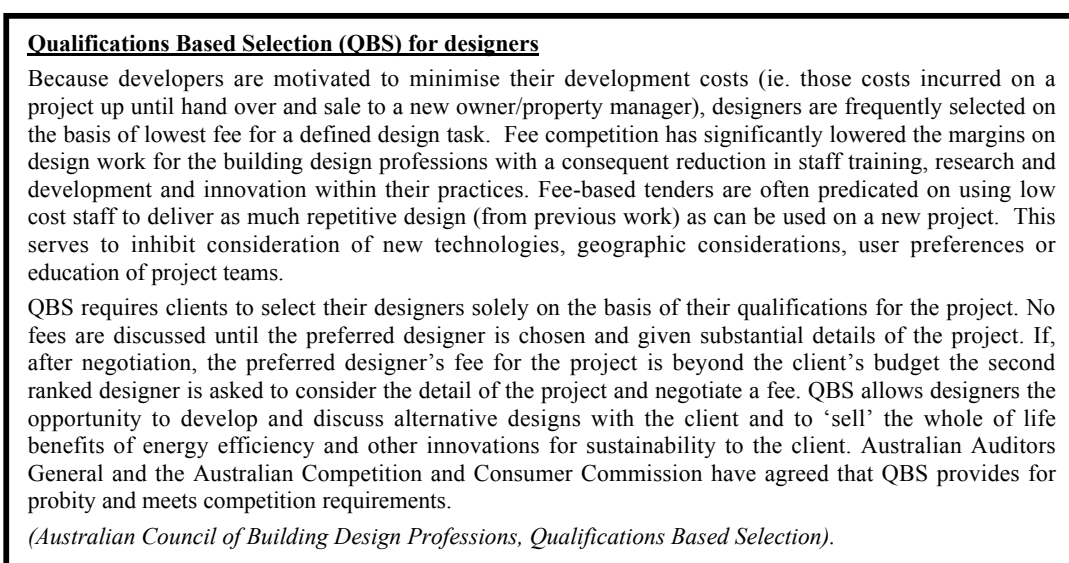 Qualifications Based Selection (QBS) for designers
Because developers are motivated to minimise their development costs (ie. those costs incurred on a
project up until hand over and sale to a new owner/property manager), designers are frequently selected on
the basis of lowest fee for a defined design task. Fee competition has significantly lowered the margins on
design work for the building design professions with a consequent reduction in staff training, research and
development and innovation within their practices. Fee-based tenders are often predicated on using low
cost staff to deliver as much repetitive design (from previous work) as can be used on a new project. This
serves to inhibit consideration of new technologies, geographic considerations, user preferences or
education of project teams.
QBS requires clients to select their designers solely on the basis of their qualifications for the project. No
fees are discussed until the preferred designer is chosen and given substantial details of the project. If,
after negotiation, the preferred designer's fee for the project is beyond the client's budget the second
ranked designer is asked to consider the detail of the project and negotiate a fee. QBS allows designers the
opportunity to develop and discuss alternative designs with the client and to ‘sell’ the whole of life
benefits of energy efficiency and other innovations for sustainability to the client. Australian Auditors
General and the Australian Competition and Consumer Commission have agreed that QBS provides for
probity and meets competition requirements.
(Australian Council of Building Design Professions, Qualifications Based Selection).